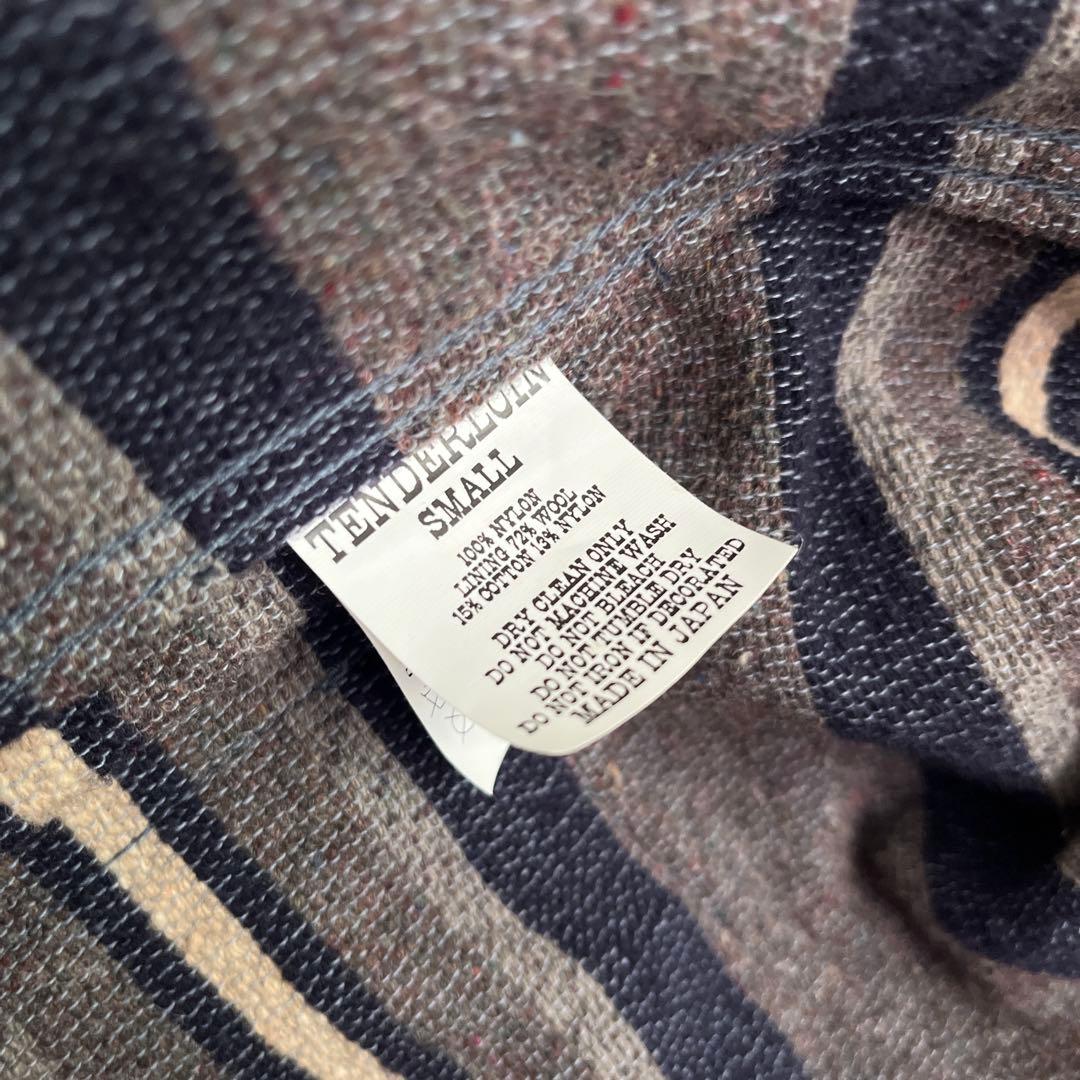 TENDERLOIN
SMALL
100% NYLON
LINING 72% WOOL
15% COTTON 13% NYLON
DRY CLEAN ONLY
DO NOT MACHINE WASH
DO NOT BLEACH
DO NOT TUMBLE DRY
DO NOT IRON IF DECORATED
MADE IN JAPAN